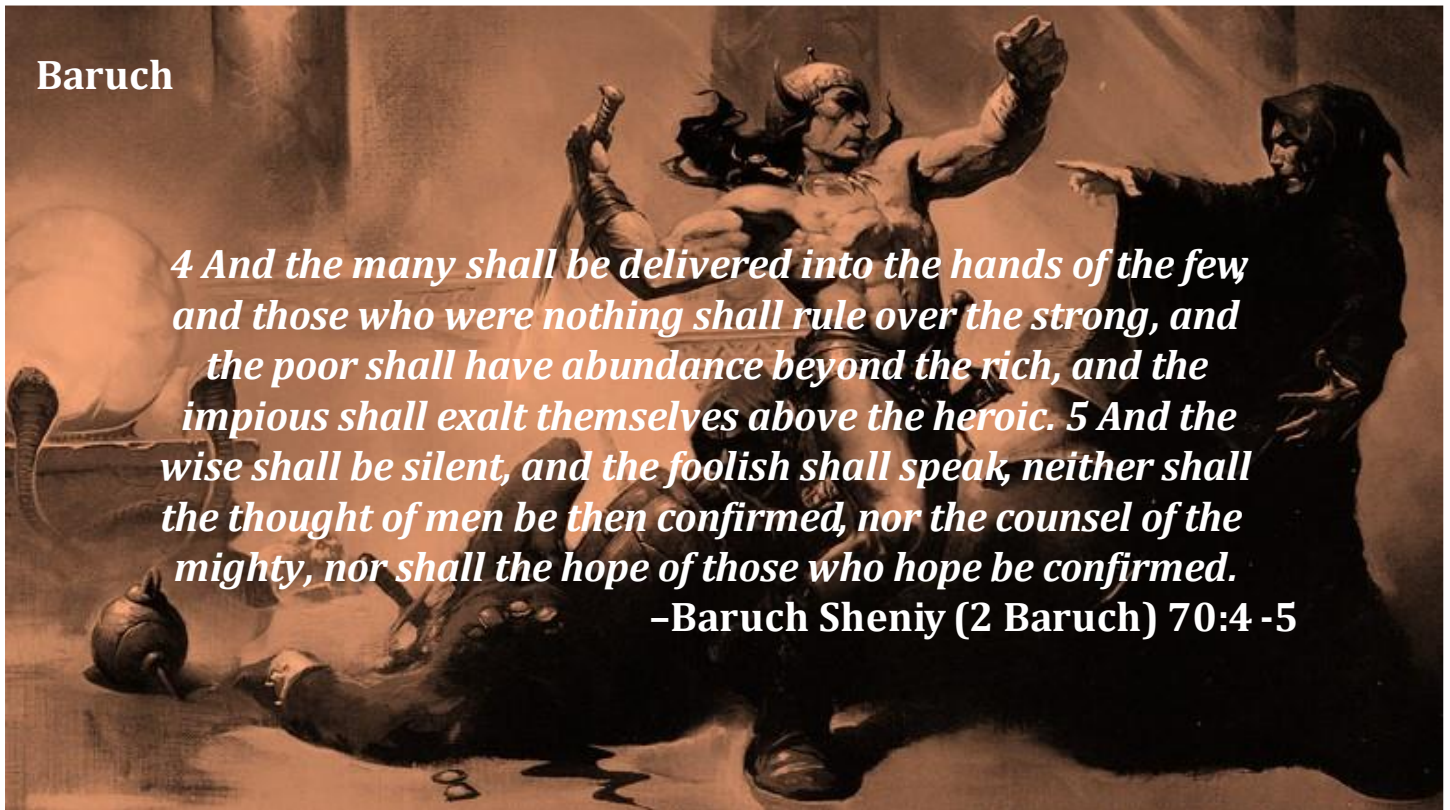 Baruch
4 And the many shall be delivered into the hands of the few,
and those who were nothing shall rule over the strong, and
the poor shall have abundance beyond the rich, and the
impious shall exalt themselves above the heroic. 5 And the
wise shall be silent, and the foolish shall speak, neither shall
the thought of men be then confirmed, nor the counsel of the
mighty, nor shall the hope of those who hope be confirmed.
–Baruch Sheniy (2 Baruch) 70:4 -5